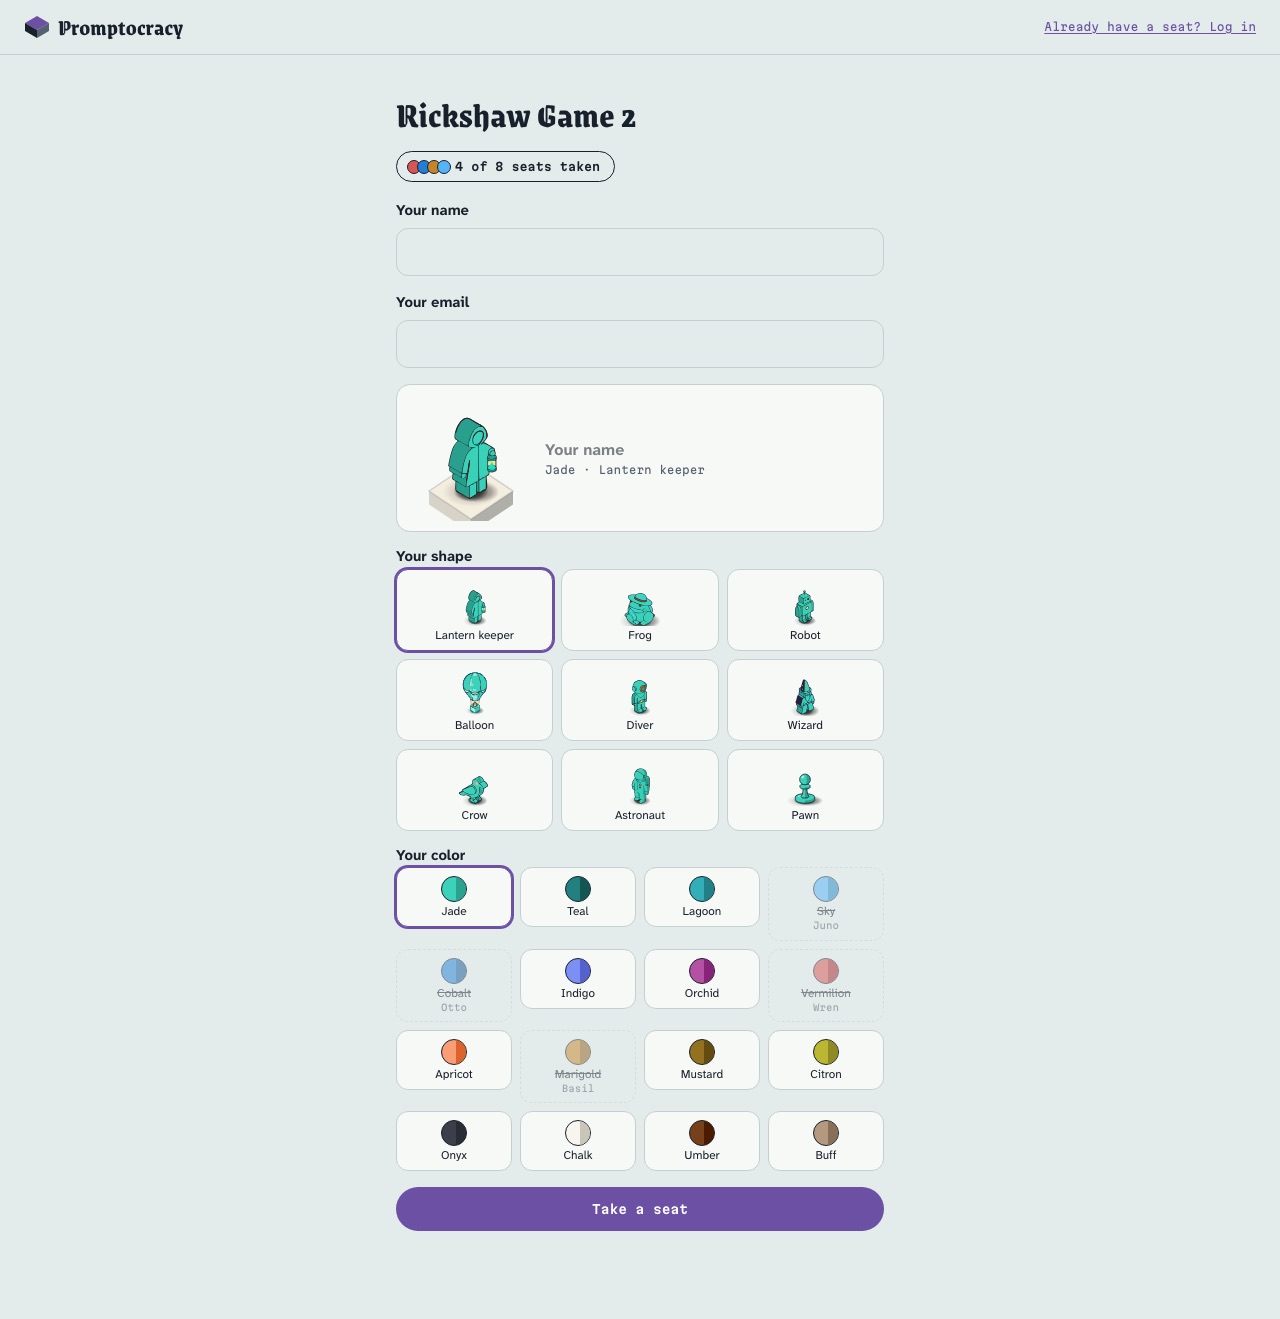 Promptocracy
Already have a seat? Log in
Rickshaw Game 2
4 of 8 seats taken
Your name
Your email
Your name
Jade · Lantern keeper
Your shape
Lantern keeper
Frog
Robot
Balloon
Diver
Wizard
Crow
Astronaut
Pawn
Your color
Jade
Teal
Lagoon
Sky
Juno
Cobalt
Otto
Indigo
Orchid
Vermilion
Wren
Apricot
Marigold
Basil
Mustard
Citron
Onyx
Chalk
Umber
Buff
Take a seat